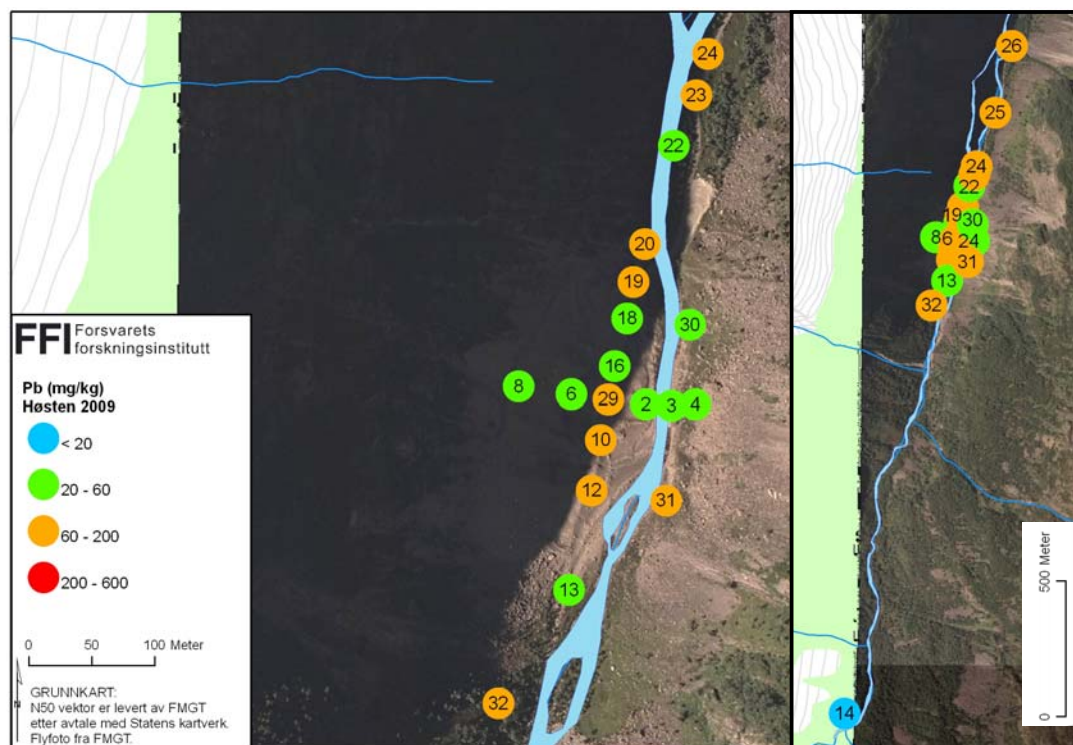 24
23
22
20
19
18
30
16
8
6
29
2
3
4
10
12
31
13
32
FFI Forsvarets
forskningsinstitutt
Pb (mg/kg)
Høsten 2009
< 20
20 - 60
60 - 200
200 - 600
0 50 100 Meter
N
GRUNNKART:
N50 vektor er levert av FMGT
etter avtale med Statens kartverk.
Flyfoto fra FMGT.
26
25
24
22
19
30
8 6 24
31
13
32
14
0 500 Meter